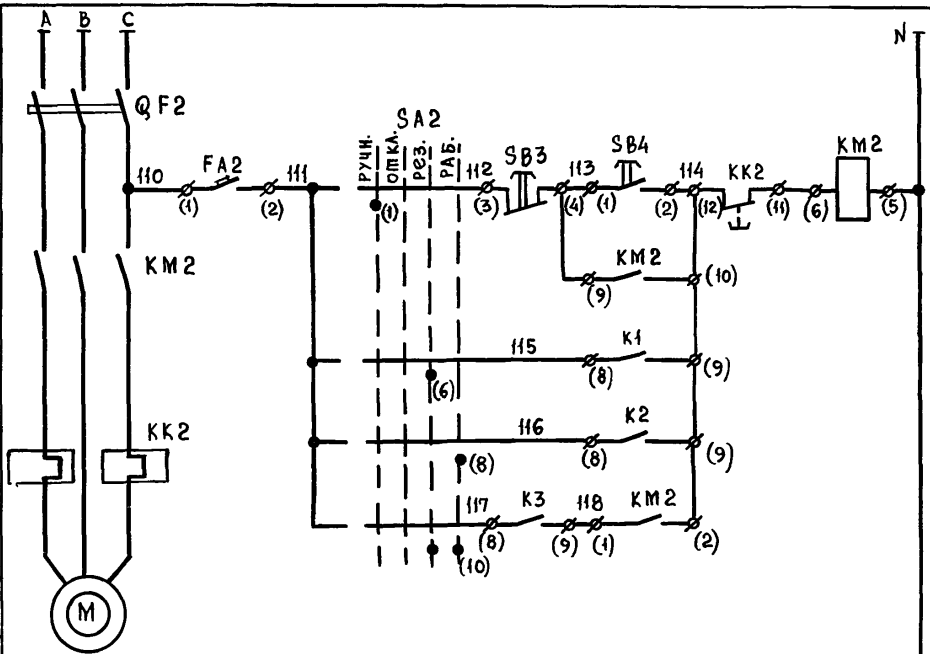 A B C N
QF2
SA2
РУЧН. ОТКЛ. РЕЗ. РАБ.
110 FA2 111 112 SB3 113 SB4 114 KK2 KM2
(1) (2) (1) (3) (4) (1) (2) (12) (11) (6) (5)
KM2 KM2
(9) (10)
115 K1
(6) (8) (9)
KK2 116 K2
(8) (8) (9)
117 K3 118 KM2
(10) (8) (9) (1) (2)
M